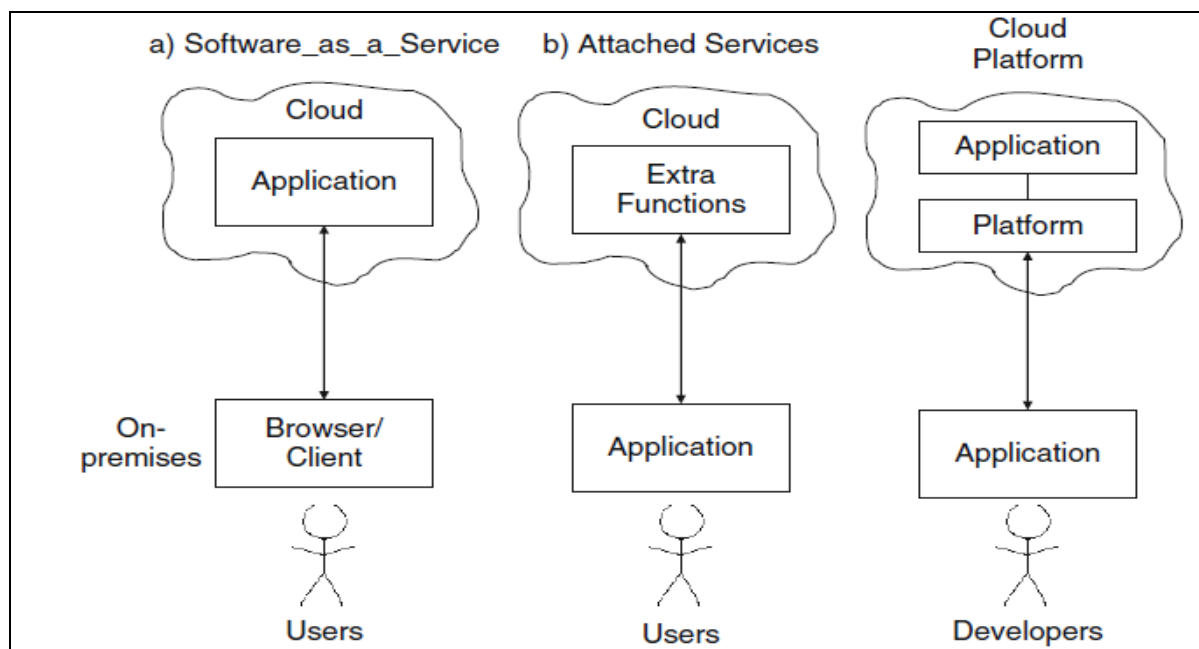 a) Software_as_a_Service
b) Attached Services
Cloud
Platform
Cloud
Application
Cloud
Extra
Functions
Application
Platform
On-
premises
Browser/
Client
Application
Application
Users
Users
Developers